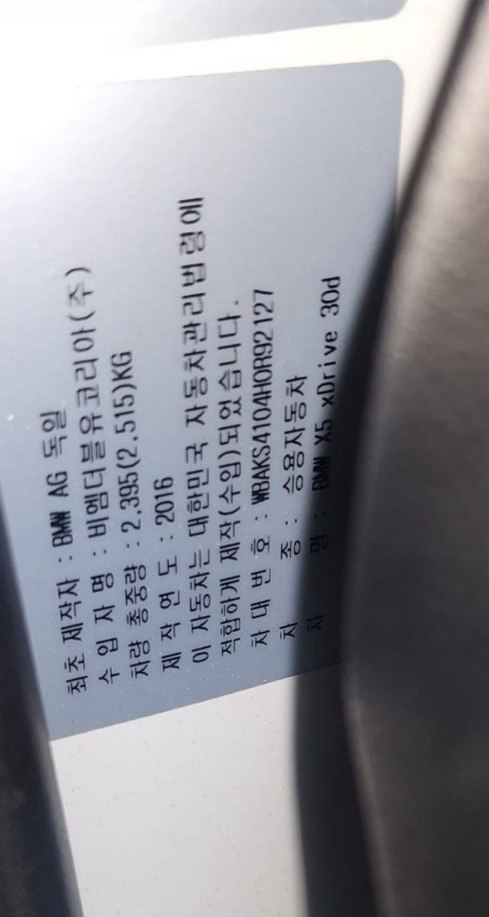 최초 제작자 : BMW AG 독일
수 입 자 명 : 비엠더블유코리아(주)
차량 총중량 : 2,395(2,515)KG
제 작 연 도 : 2016
이 자동차는 대한민국 자동차관리법령에
적합하게 제작(수입)되었습니다.
차 대 번 호 : WBAKS4104H0R92127
차 종 : 승용자동차
차 명 : BMW X5 xDrive 30d